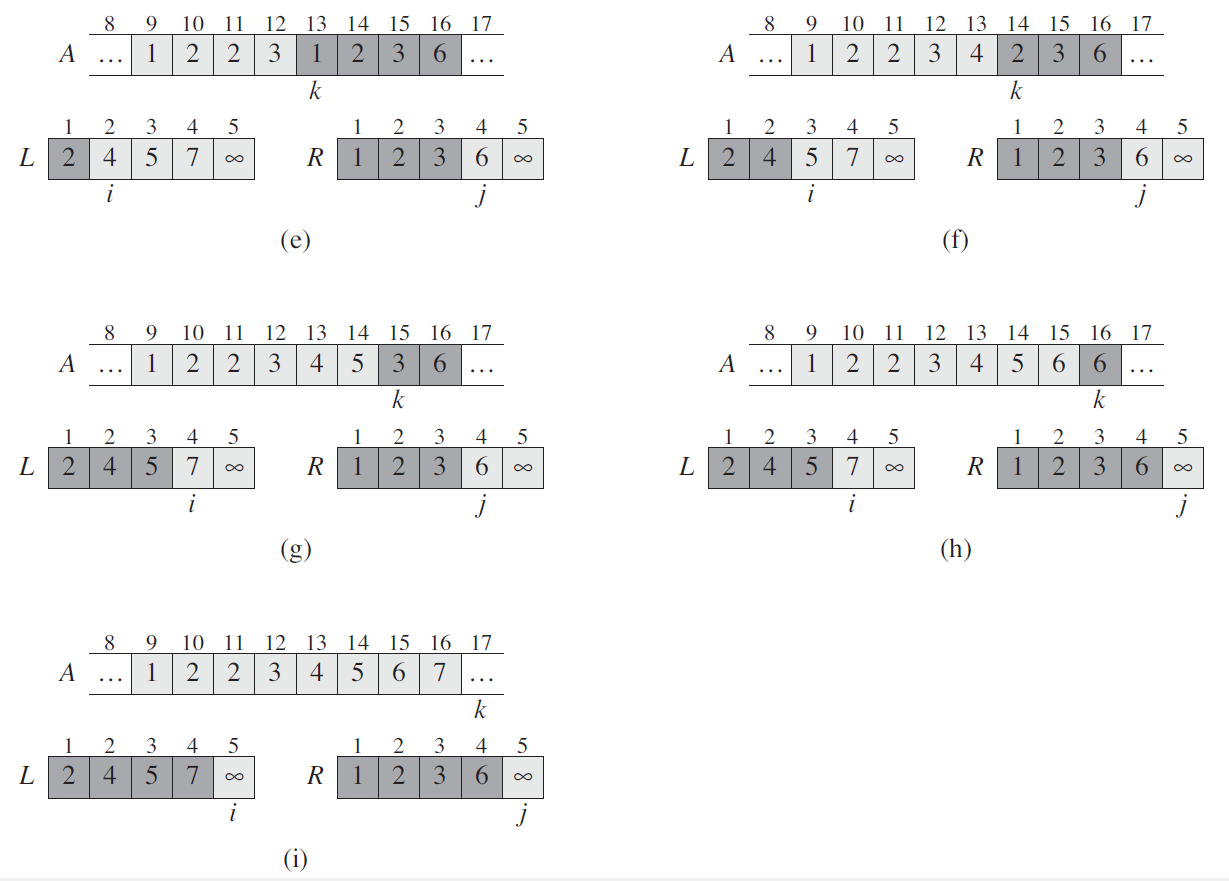 8 9 10 11 12 13 14 15 16 17
A … 1 2 2 3 1 2 3 6 …
k
1 2 3 4 5 1 2 3 4 5
L 2 4 5 7 ∞ R 1 2 3 6 ∞
i j
(e)
8 9 10 11 12 13 14 15 16 17
A … 1 2 2 3 4 2 3 6 …
k
1 2 3 4 5 1 2 3 4 5
L 2 4 5 7 ∞ R 1 2 3 6 ∞
i j
(f)
8 9 10 11 12 13 14 15 16 17
A … 1 2 2 3 4 5 3 6 …
k
1 2 3 4 5 1 2 3 4 5
L 2 4 5 7 ∞ R 1 2 3 6 ∞
i j
(g)
8 9 10 11 12 13 14 15 16 17
A … 1 2 2 3 4 5 6 6 …
k
1 2 3 4 5 1 2 3 4 5
L 2 4 5 7 ∞ R 1 2 3 6 ∞
i j
(h)
8 9 10 11 12 13 14 15 16 17
A … 1 2 2 3 4 5 6 7 …
k
1 2 3 4 5 1 2 3 4 5
L 2 4 5 7 ∞ R 1 2 3 6 ∞
i j
(i)